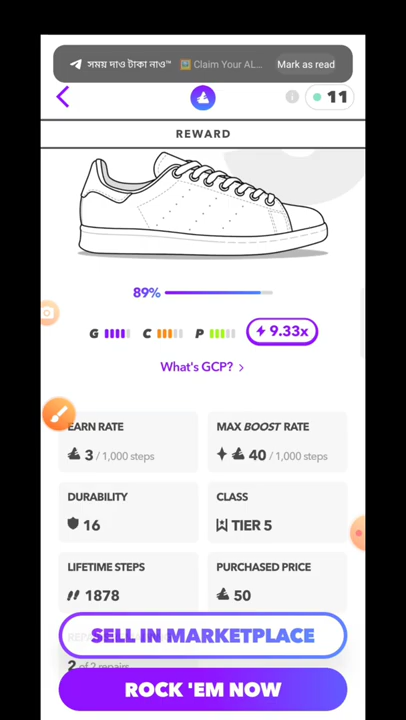 সময় দাও টাকা নাও™ 🖼️ Claim Your AL... Mark as read
11
REWARD
89%
G C P 9.33x
What's GCP? >
EARN RATE
3 / 1,000 steps
MAX BOOST RATE
40 / 1,000 steps
DURABILITY
16
CLASS
TIER 5
LIFETIME STEPS
1878
PURCHASED PRICE
50
SELL IN MARKETPLACE
2 of 2 repairs
ROCK 'EM NOW